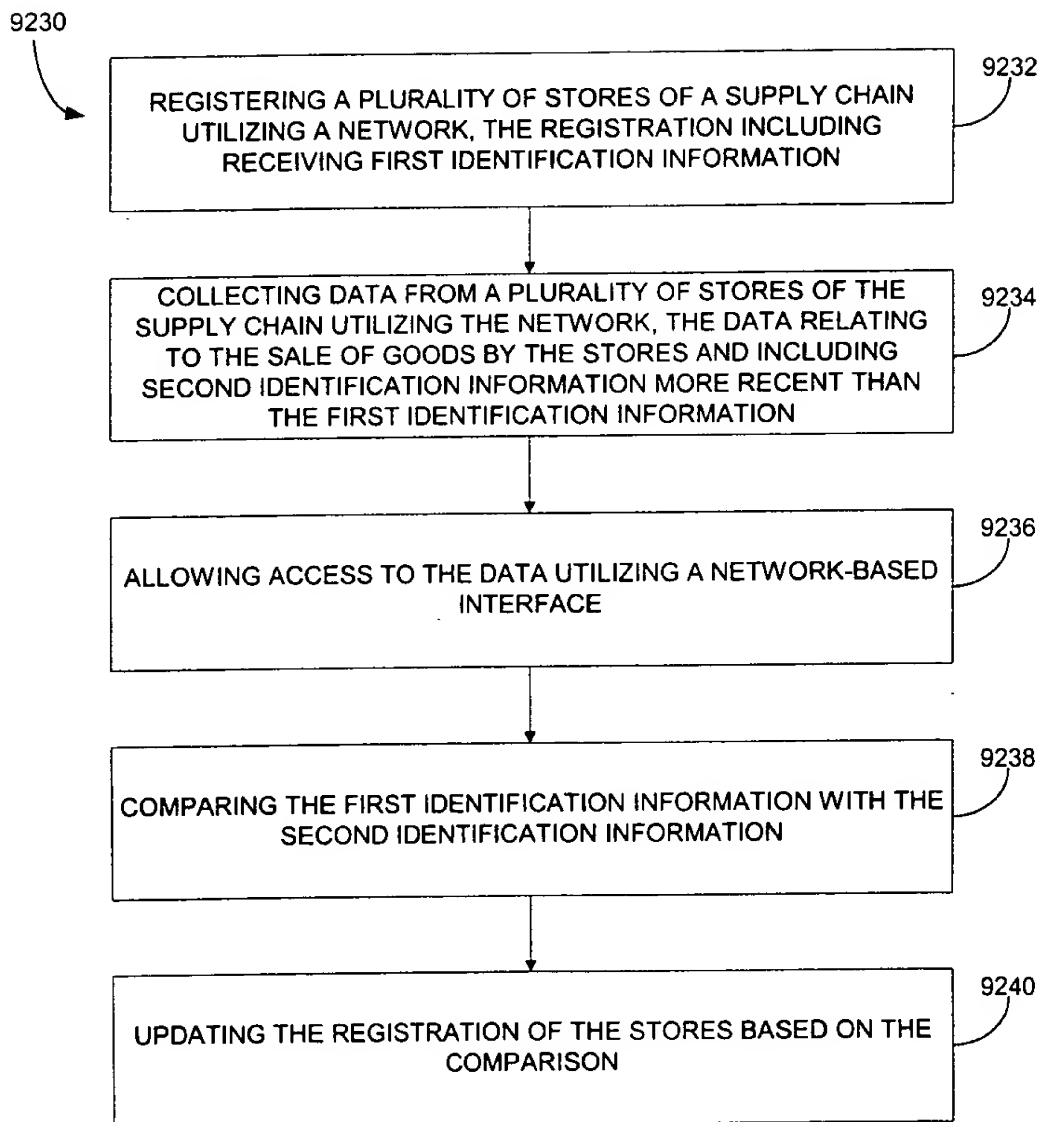 9230
9232
REGISTERING A PLURALITY OF STORES OF A SUPPLY CHAIN
UTILIZING A NETWORK, THE REGISTRATION INCLUDING
RECEIVING FIRST IDENTIFICATION INFORMATION
9234
COLLECTING DATA FROM A PLURALITY OF STORES OF THE
SUPPLY CHAIN UTILIZING THE NETWORK, THE DATA RELATING
TO THE SALE OF GOODS BY THE STORES AND INCLUDING
SECOND IDENTIFICATION INFORMATION MORE RECENT THAN
THE FIRST IDENTIFICATION INFORMATION
9236
ALLOWING ACCESS TO THE DATA UTILIZING A NETWORK-BASED
INTERFACE
9238
COMPARING THE FIRST IDENTIFICATION INFORMATION WITH THE
SECOND IDENTIFICATION INFORMATION
9240
UPDATING THE REGISTRATION OF THE STORES BASED ON THE
COMPARISON